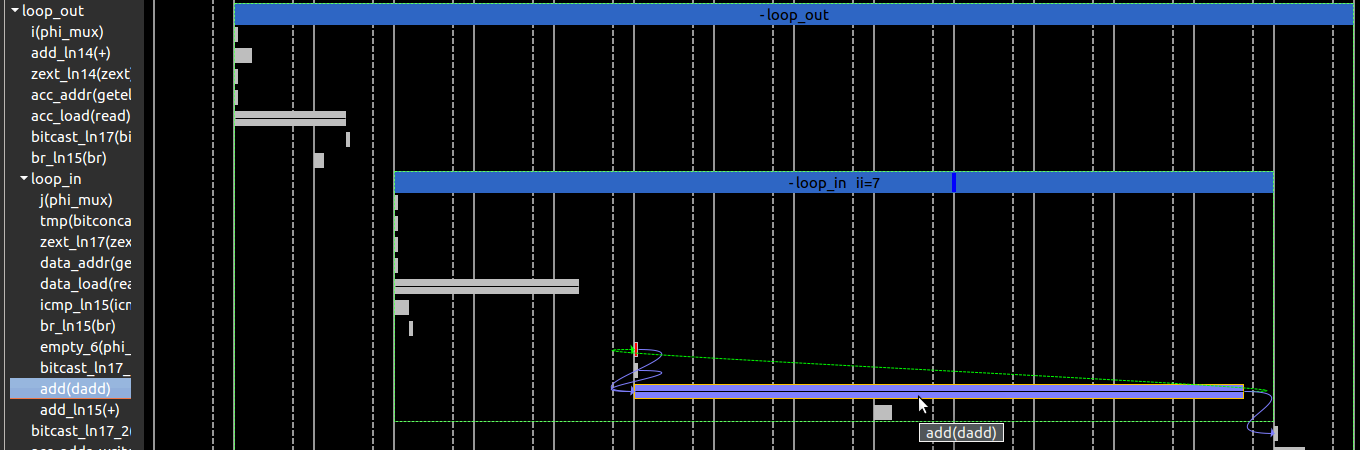 loop_out
-loop_out
i(phi_mux)
add_ln14(+)
zext_ln14(zext
acc_addr(getel
acc_load(read)
bitcast_ln17(bi
br_ln15(br)
loop_in
-loop_in ii=7
j(phi_mux)
tmp(bitconca
zext_ln17(zex
data_addr(ge
data_load(rea
icmp_ln15(icm
br_ln15(br)
empty_6(phi_
bitcast_ln17_
add(dadd)
add_ln15(+)
add(dadd)
bitcast_ln17_2(